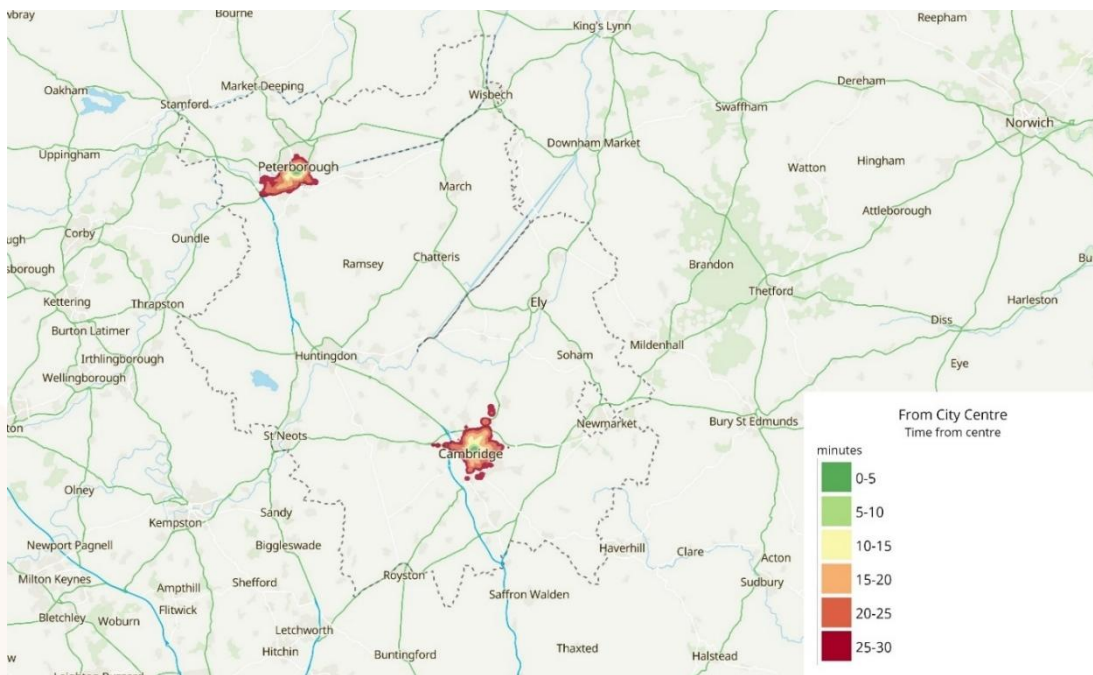 wbray
Bourne
King's Lynn
Reepham
Oakham
Market Deeping
Stamford
Wisbech
Dereham
Swaffham
Norwich
Uppingham
Peterborough
Downham Market
Watton
Hingham
March
Attleborough
Corby
Oundle
sborough
Ramsey
Chatteris
Brandon
Thetford
Kettering
Thrapston
Ely
Harleston
Burton Latimer
Diss
Irthlingborough
Huntingdon
Soham
Mildenhall
Eye
Wellingborough
Newmarket
Bury St Edmunds
St Neots
Cambridge
Olney
Kempston
Sandy
Newport Pagnell
Biggleswade
Haverhill
Clare
Acton
Milton Keynes
Ampthill
Shefford
Royston
Sudbury
Flitwick
Saffron Walden
Bletchley
Woburn
Letchworth
Hitchin
Buntingford
Thaxted
Halstead
From City Centre
Time from centre
minutes
0-5
5-10
10-15
15-20
20-25
25-30